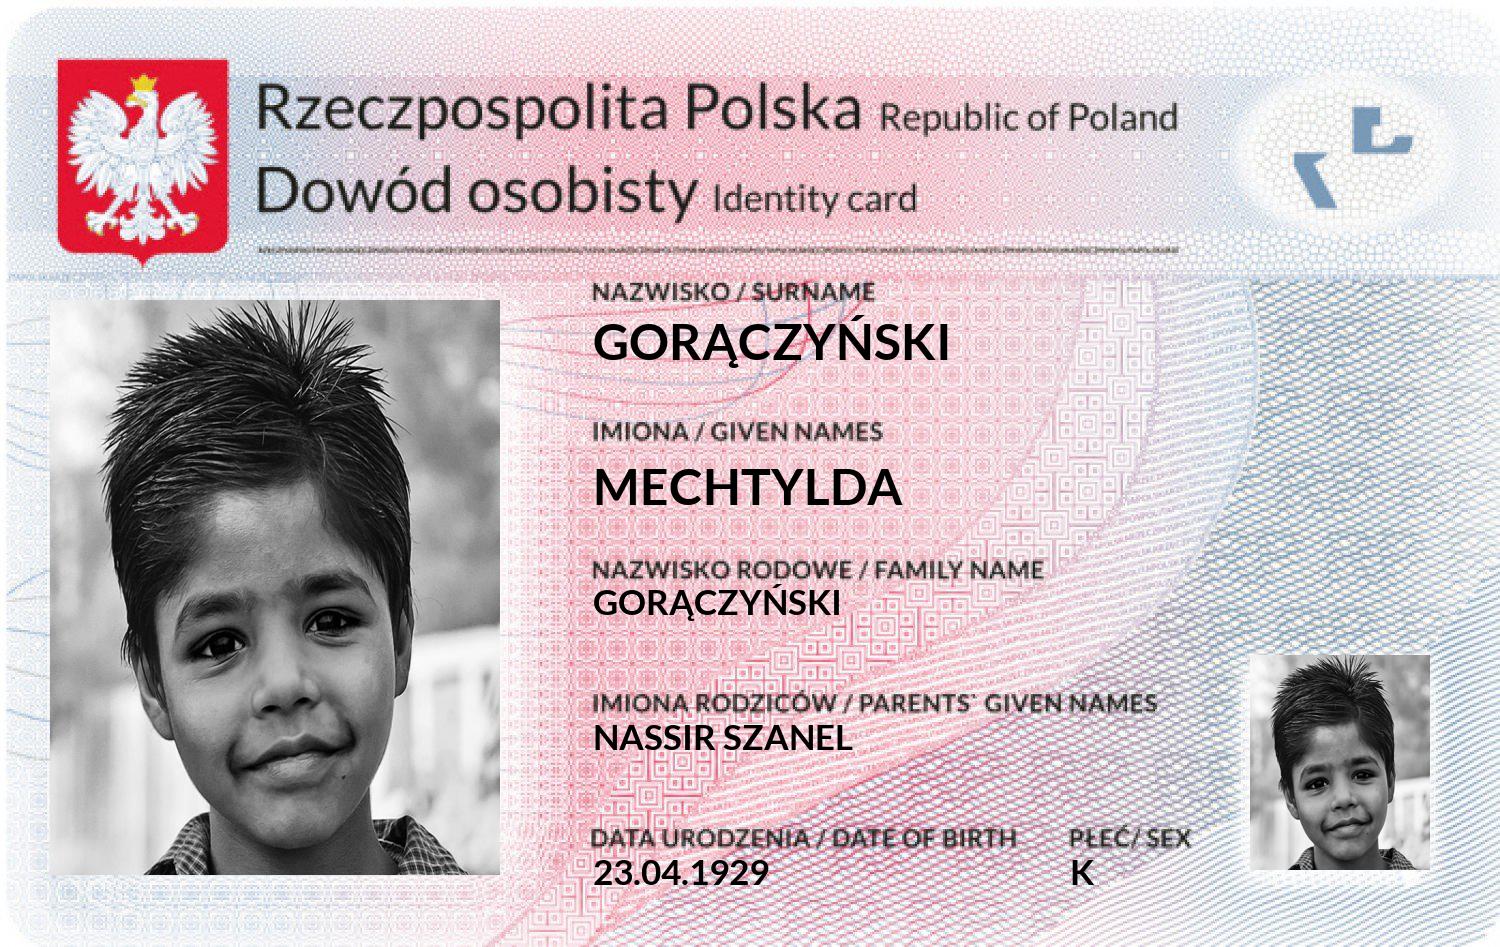 Rzeczpospolita Polska Republic of Poland
Dowód osobisty Identity card
NAZWISKO / SURNAME
GORĄCZYŃSKI
IMIONA / GIVEN NAMES
MECHTYLDA
NAZWISKO RODOWE / FAMILY NAME
GORĄCZYŃSKI
IMIONA RODZICÓW / PARENTS` GIVEN NAMES
NASSIR SZANEL
DATA URODZENIA / DATE OF BIRTH PŁEĆ/ SEX
23.04.1929 K